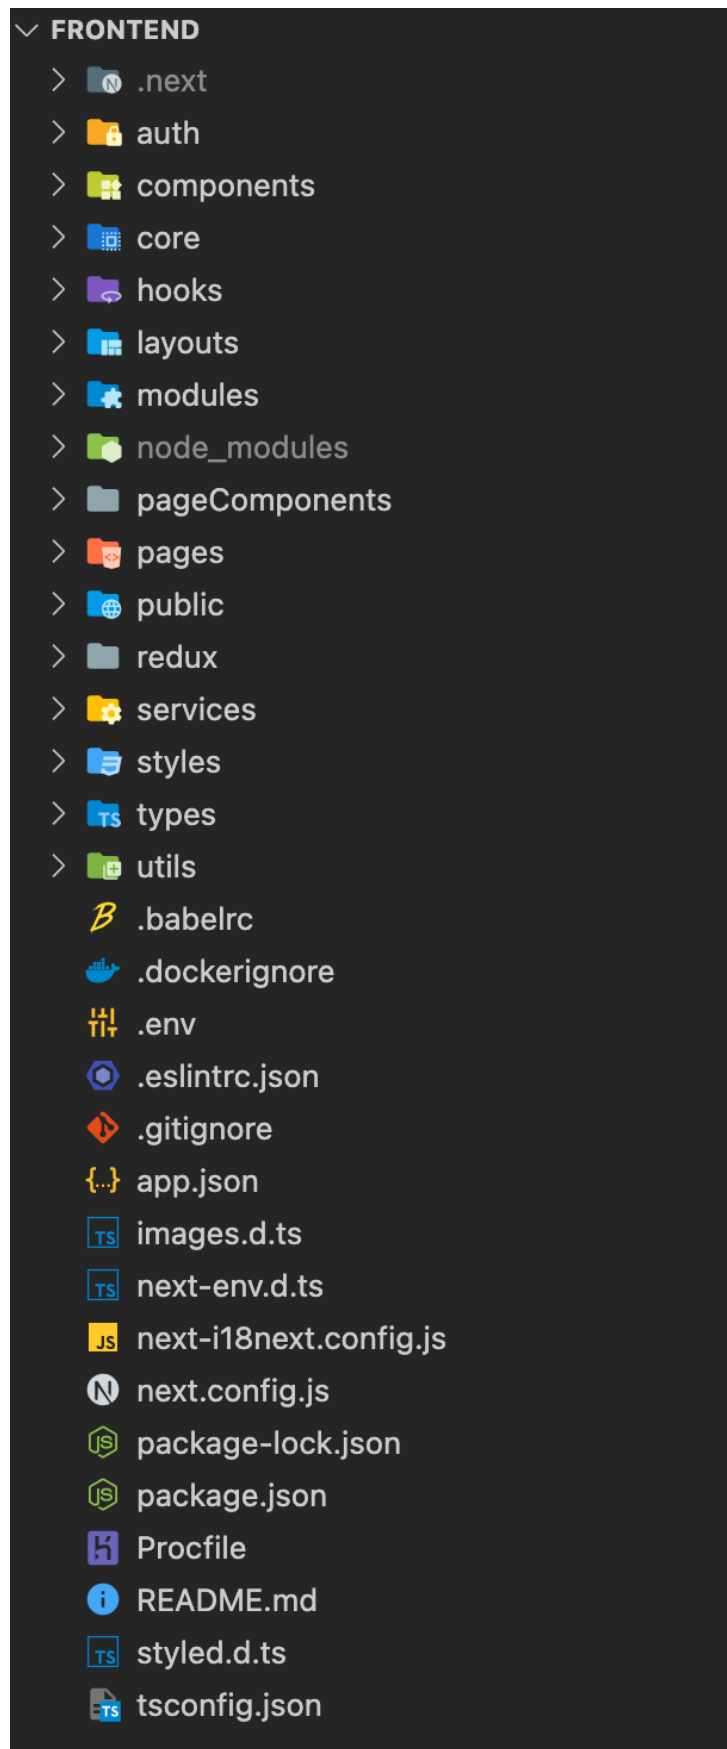 FRONTEND
.next
auth
components
core
hooks
layouts
modules
node_modules
pageComponents
pages
public
redux
services
styles
types
utils
.babelrc
.dockerignore
.env
.eslintrc.json
.gitignore
app.json
images.d.ts
next-env.d.ts
next-i18next.config.js
next.config.js
package-lock.json
package.json
Procfile
README.md
styled.d.ts
tsconfig.json